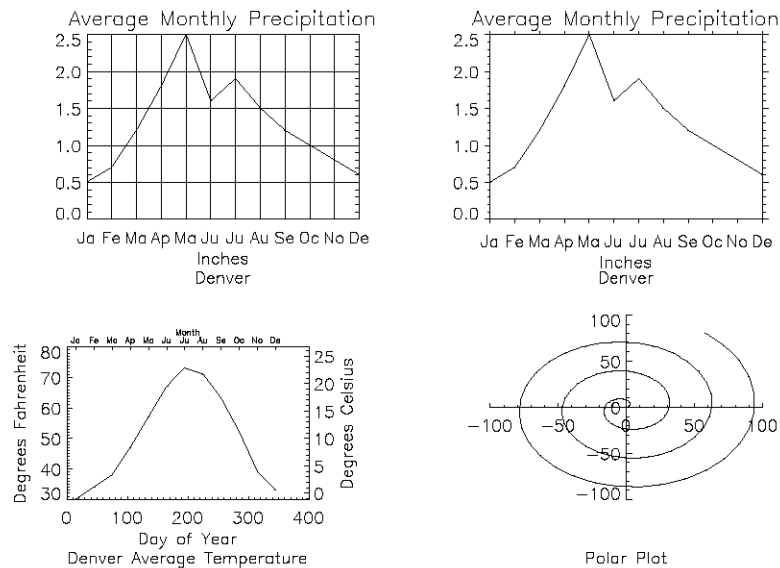 Average Monthly Precipitation
2.5
2.0
1.5
1.0
0.5
0.0
Ja Fe Ma Ap Ma Ju Ju Au Se Oc No De
Inches
Denver
Average Monthly Precipitation
2.5
2.0
1.5
1.0
0.5
0.0
Ja Fe Ma Ap Ma Ju Ju Au Se Oc No De
Inches
Denver
Month
Ja Fe Ma Ap Ma Ju Ju Au Se Oc No De
Degrees Fahrenheit
80
70
60
50
40
30
25
20
15
10
5
0
Degrees Celsius
0 100 200 300 400
Day of Year
Denver Average Temperature
100
50
0
-50
-100
-100 -50 0 50 100
Polar Plot